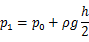 p₁ = p₀ + ρg h/2